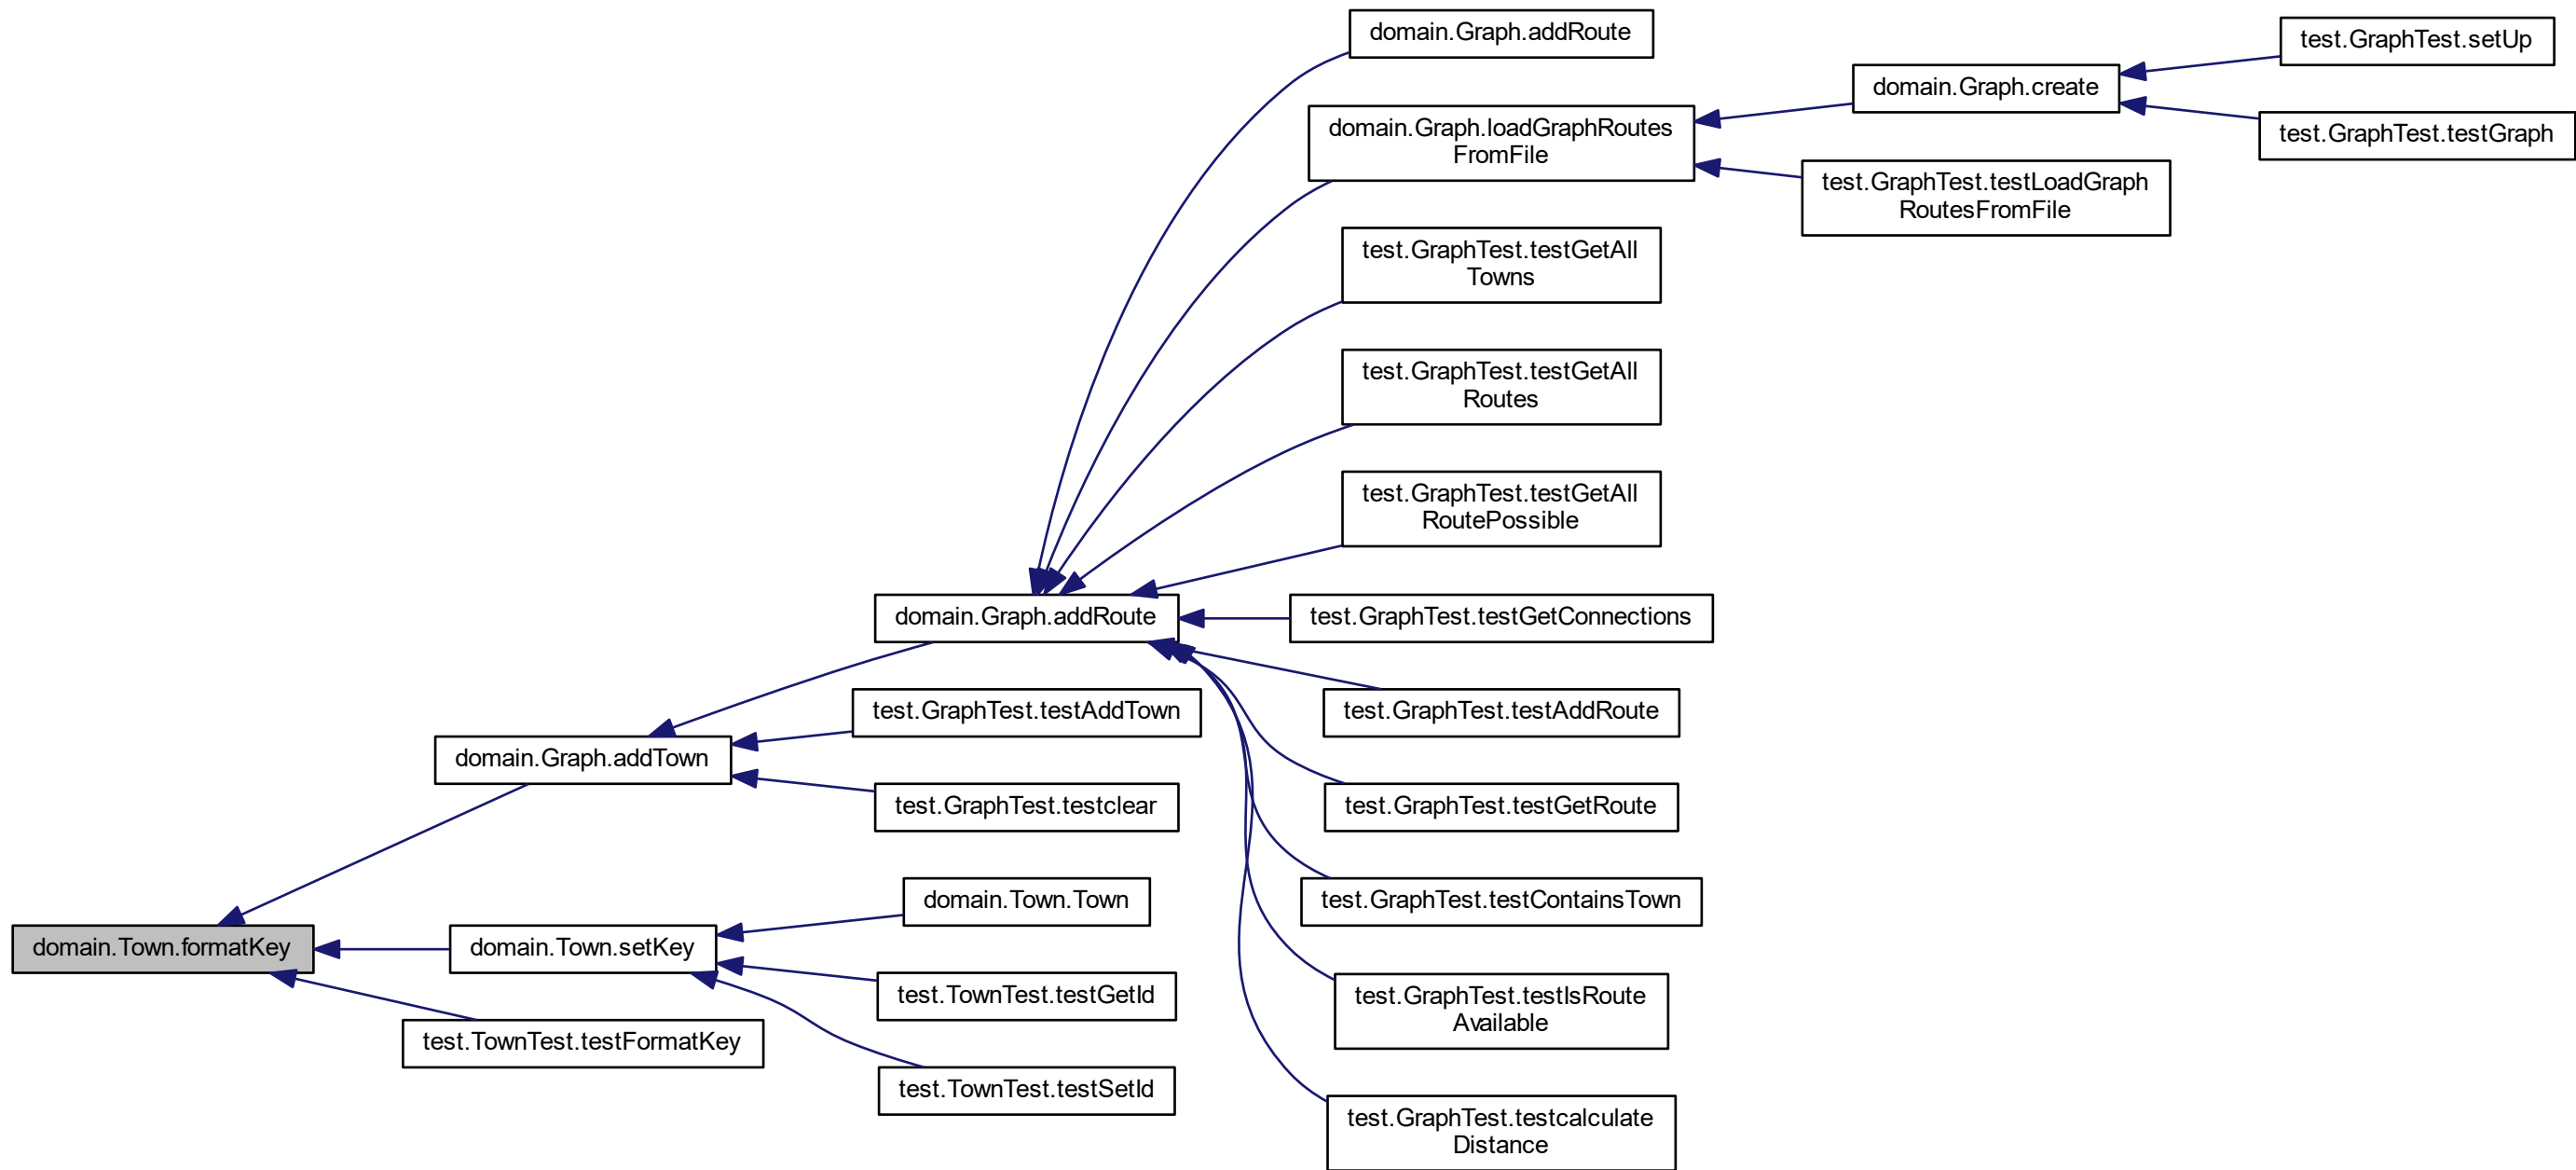 domain.Graph.addRoute
test.GraphTest.setUp
domain.Graph.create
domain.Graph.loadGraphRoutes
FromFile
test.GraphTest.testGraph
test.GraphTest.testLoadGraph
RoutesFromFile
test.GraphTest.testGetAll
Towns
test.GraphTest.testGetAll
Routes
test.GraphTest.testGetAll
RoutePossible
domain.Graph.addRoute
test.GraphTest.testGetConnections
test.GraphTest.testAddTown
test.GraphTest.testAddRoute
domain.Graph.addTown
test.GraphTest.testclear
test.GraphTest.testGetRoute
domain.Town.Town
test.GraphTest.testContainsTown
domain.Town.formatKey
domain.Town.setKey
test.TownTest.testGetId
test.GraphTest.testIsRoute
Available
test.TownTest.testFormatKey
test.TownTest.testSetId
test.GraphTest.testcalculate
Distance